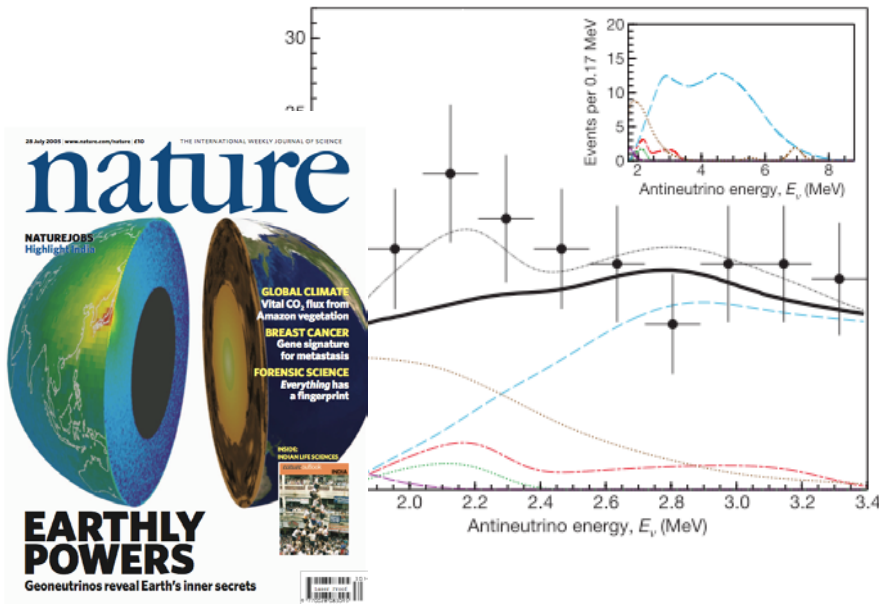 28 July 2005 www.nature.com/nature £10 THE INTERNATIONAL WEEKLY JOURNAL OF SCIENCE
nature
NATUREJOBS
Highlight: India
GLOBAL CLIMATE
Vital CO₂ flux from
Amazon vegetation
BREAST CANCER
Gene signature
for metastasis
FORENSIC SCIENCE
Everything has
a fingerprint
INSIDE:
INDIAN LIFE SCIENCES
INDIA
EARTHLY
POWERS
Geoneutrinos reveal Earth's inner secrets
30
Events per 0.17 MeV
20
15
10
5
0
2 4 6 8
Antineutrino energy, Eν (MeV)
2.0 2.2 2.4 2.6 2.8 3.0 3.2 3.4
Antineutrino energy, Eν (MeV)